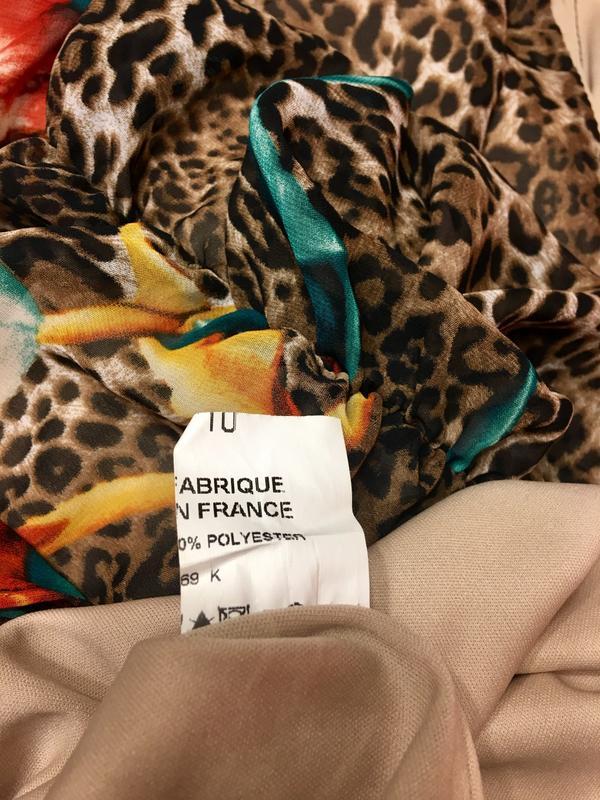 10
FABRIQUE
N FRANCE
0% POLYESTER
69 K